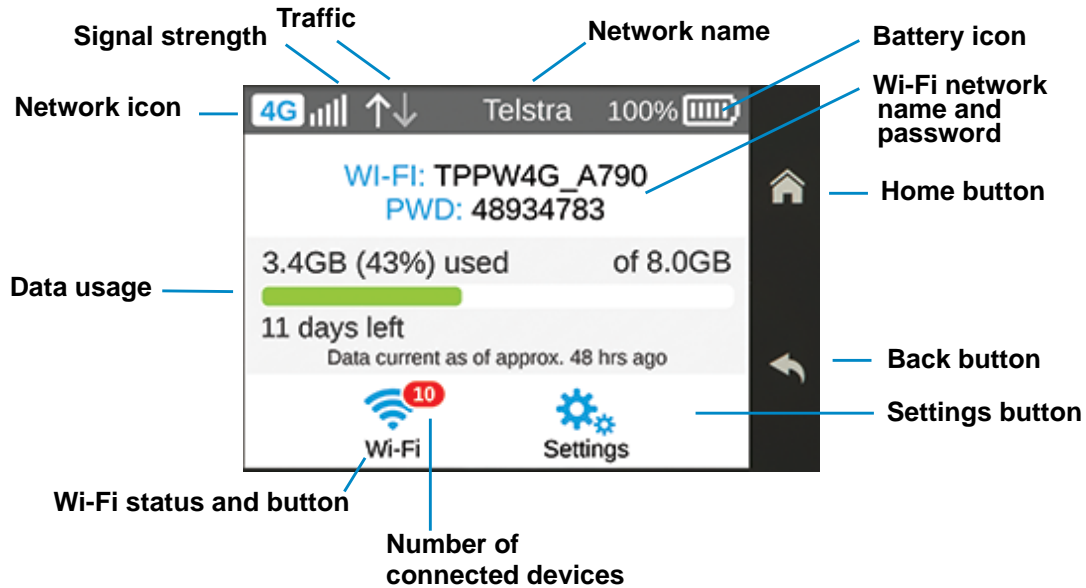 Traffic
Signal strength
Network name
Battery icon
Network icon
Wi-Fi network
name and
password
4G
Telstra
100%
WI-FI: TPPW4G_A790
PWD: 48934783
Home button
Data usage
3.4GB (43%) used of 8.0GB
11 days left
Data current as of approx. 48 hrs ago
Back button
10
Wi-Fi
Settings
Settings button
Wi-Fi status and button
Number of
connected devices